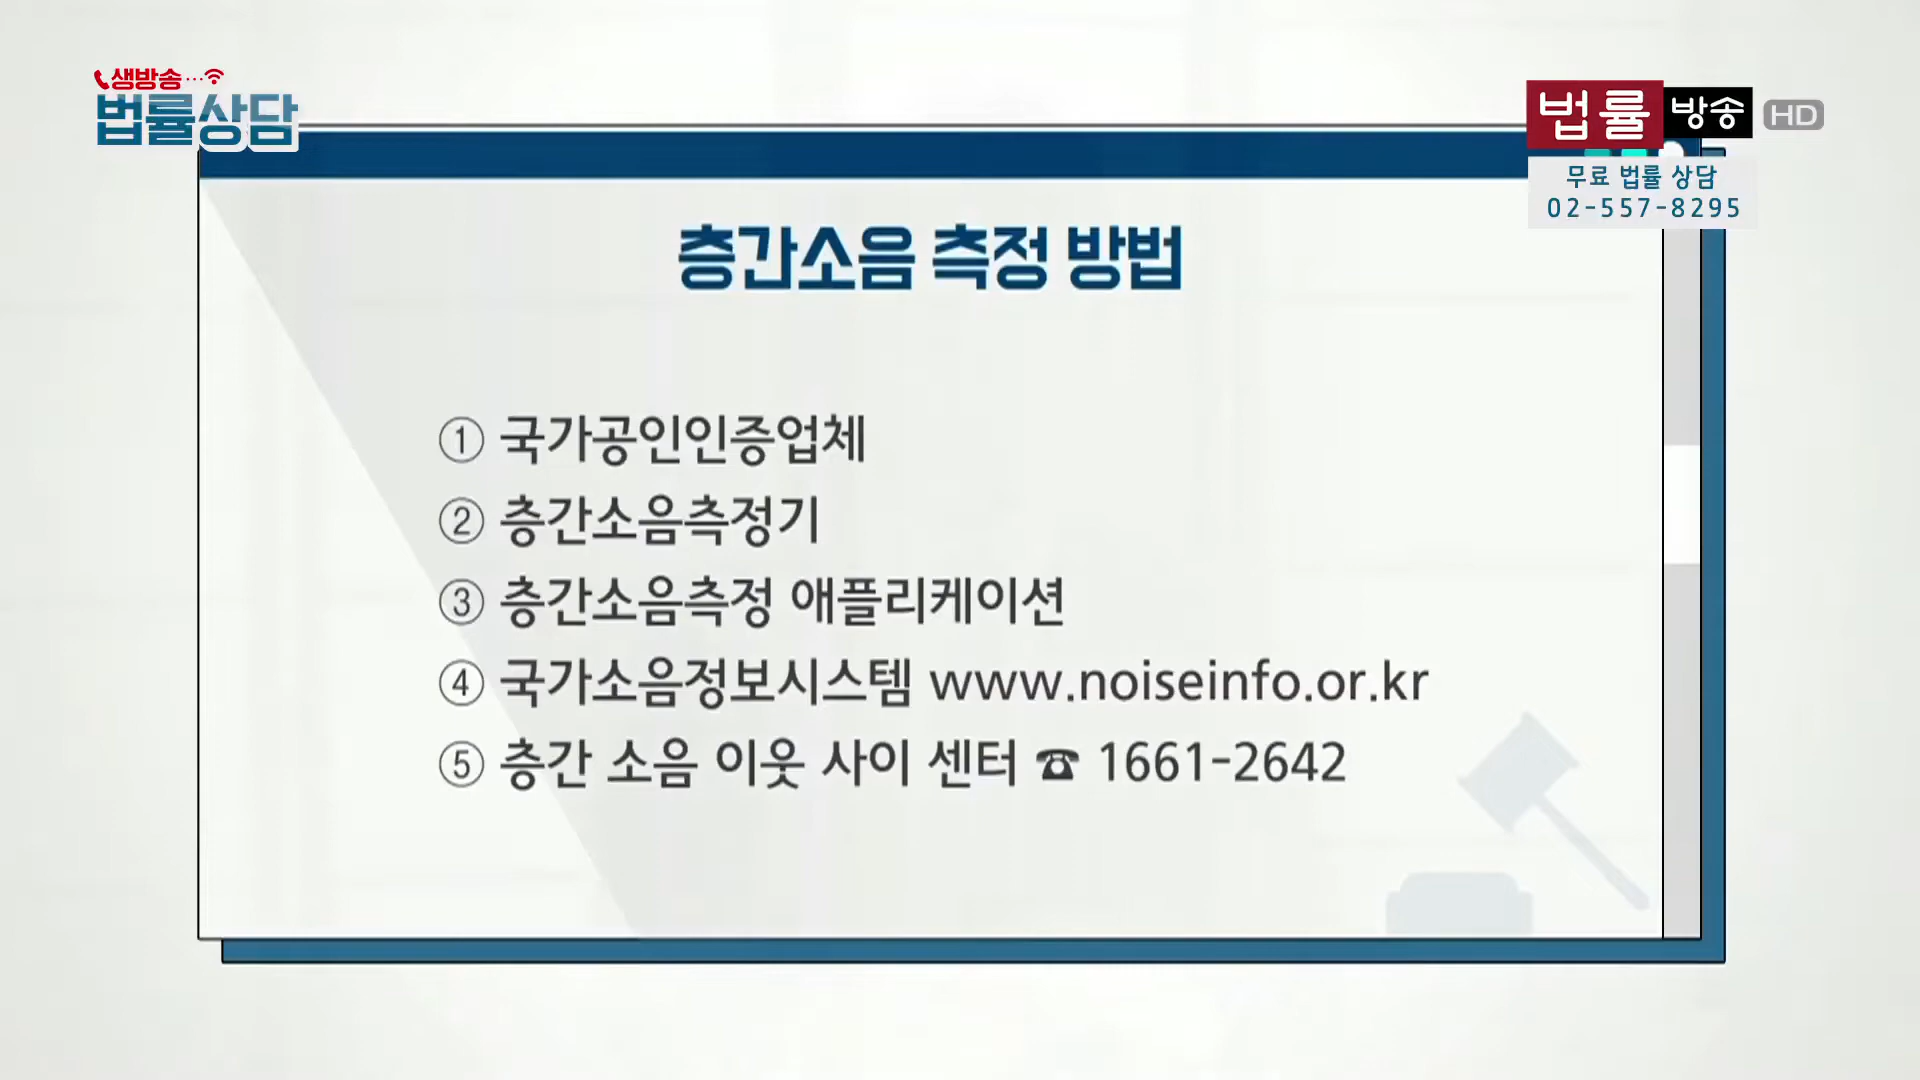 생방송
법률상담
법률방송 HD
무료 법률 상담
02-557-8295
층간소음 측정 방법
① 국가공인인증업체
② 층간소음측정기
③ 층간소음측정 애플리케이션
④ 국가소음정보시스템 www.noiseinfo.or.kr
⑤ 층간 소음 이웃 사이 센터 ☎ 1661-2642